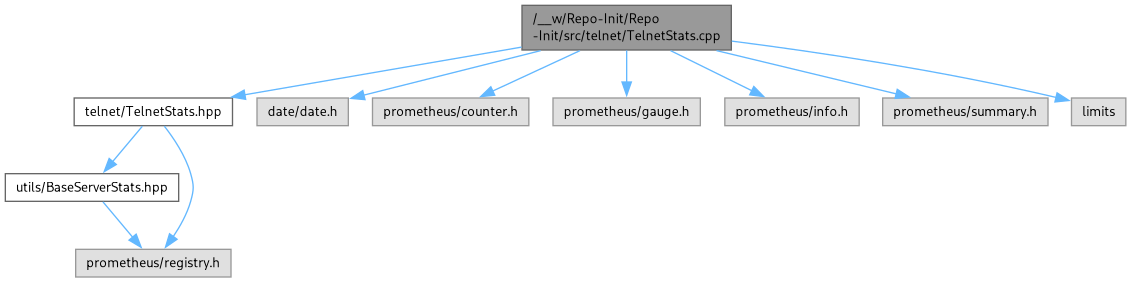 /__w/Repo-Init/Repo
-Init/src/telnet/TelnetStats.cpp
telnet/TelnetStats.hpp
date/date.h
prometheus/counter.h
prometheus/gauge.h
prometheus/info.h
prometheus/summary.h
limits
utils/BaseServerStats.hpp
prometheus/registry.h